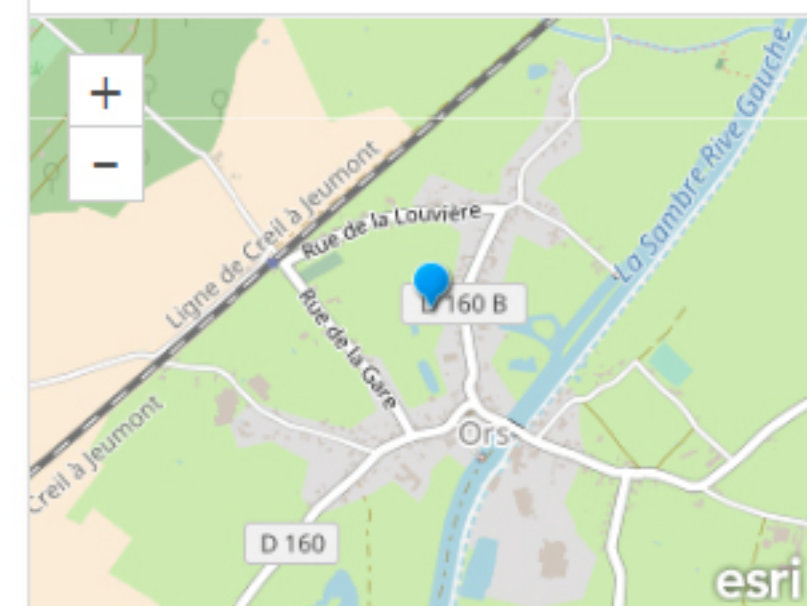 +
−
La Sambre Rive Gauche
Ligne de Creil à Jeumont
Rue de la Louvière
D 160 B
Rue de la Gare
Creil à Jeumont
Ors
D 160
esri